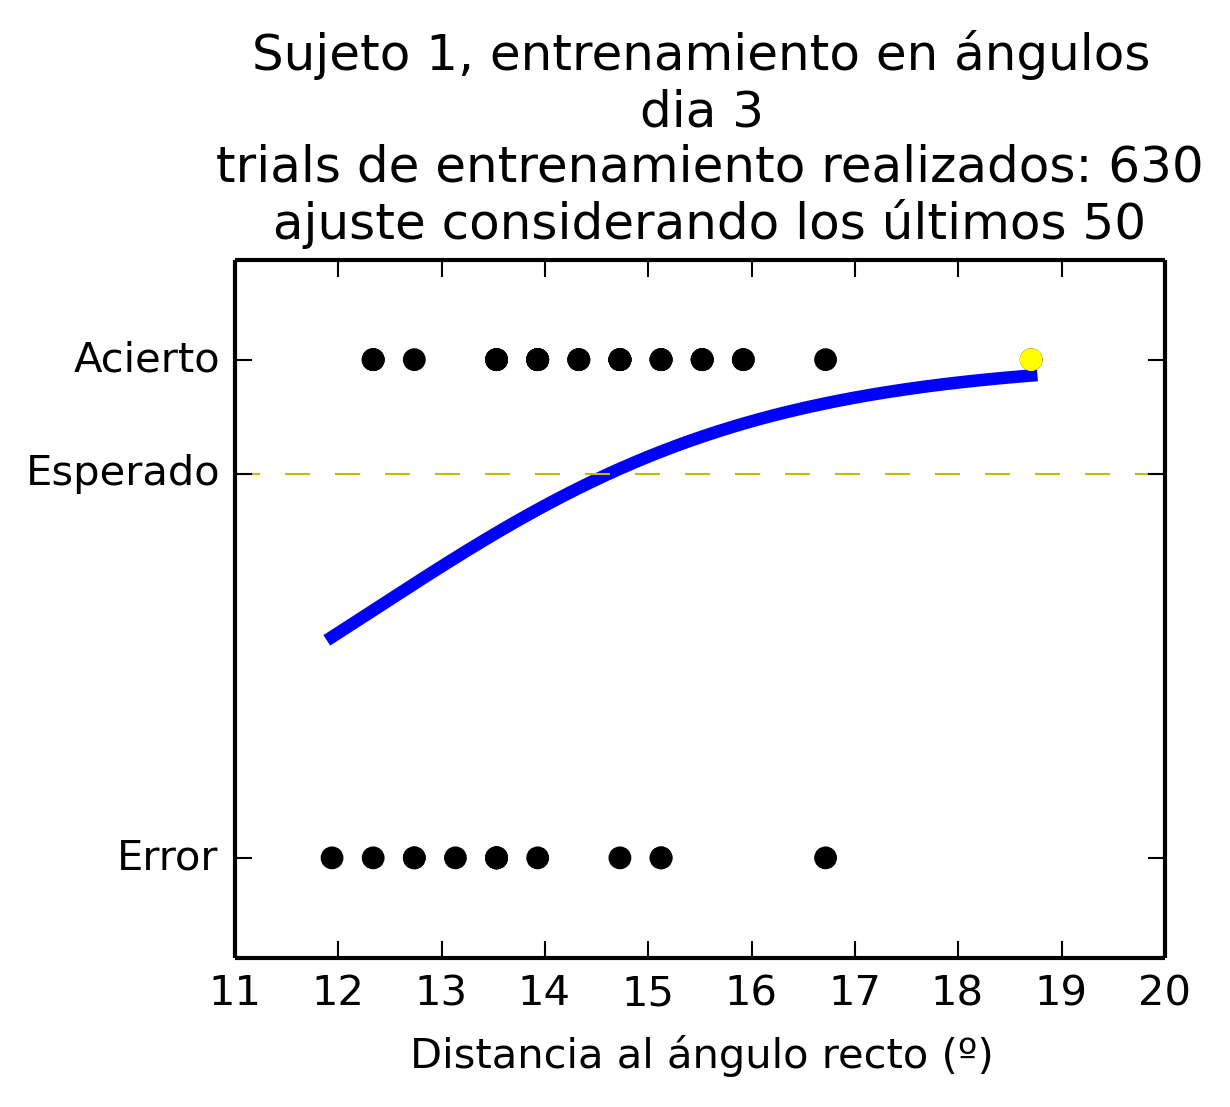 Sujeto 1, entrenamiento en ángulos
dia 3
trials de entrenamiento realizados: 630
ajuste considerando los últimos 50
Acierto
Esperado
Error
11 12 13 14 15 16 17 18 19 20
Distancia al ángulo recto (º)